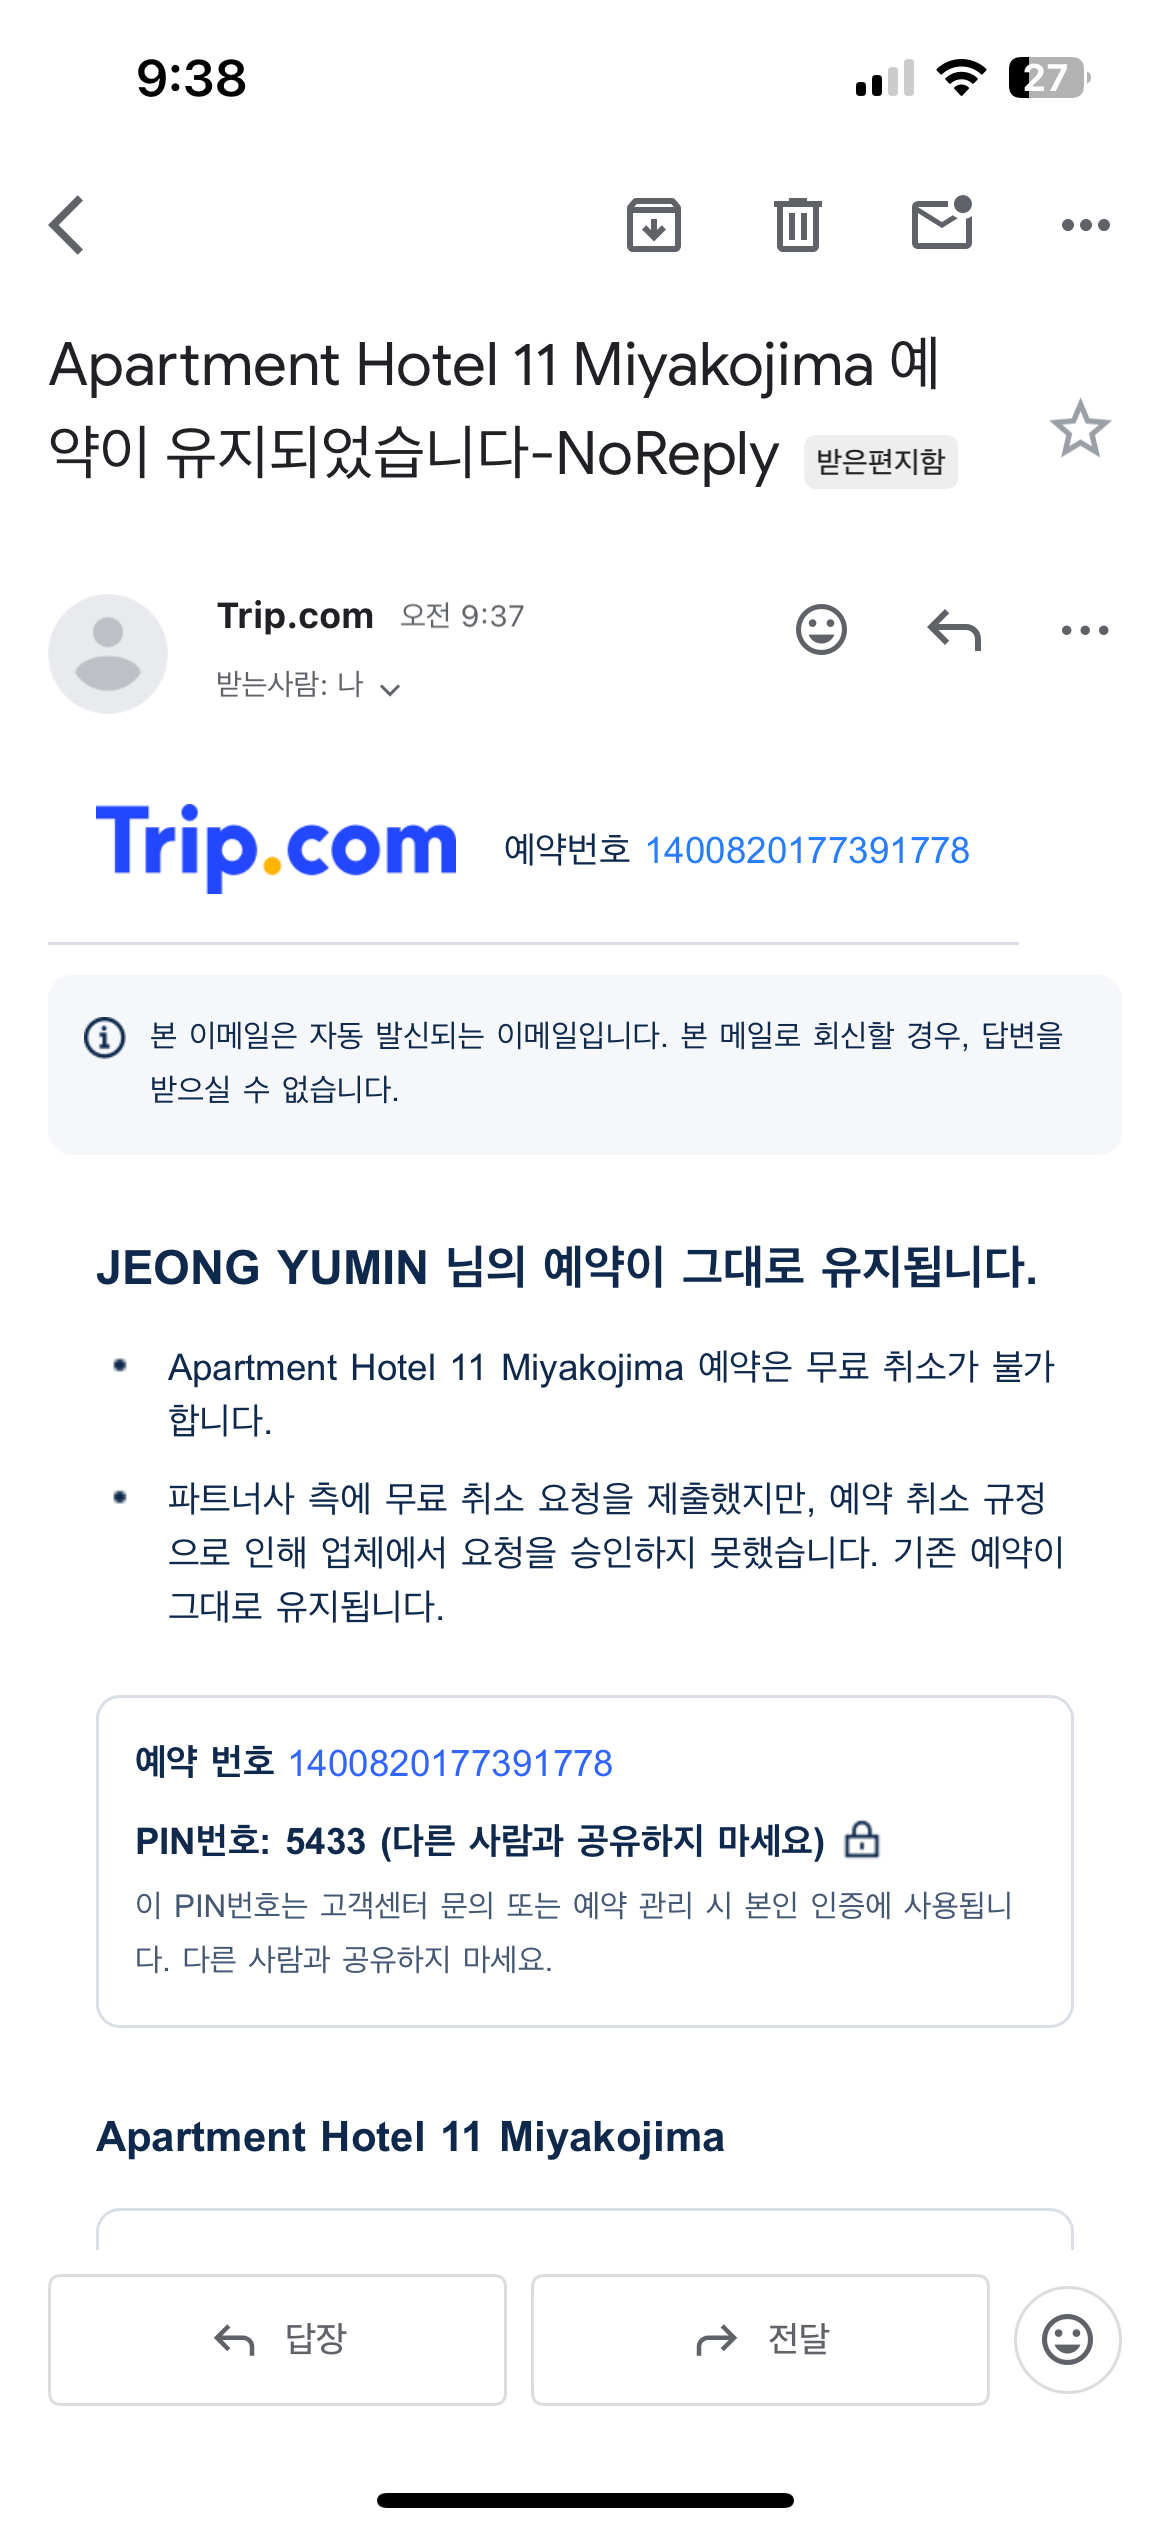 9:38
27
Apartment Hotel 11 Miyakojima 예
약이 유지되었습니다-NoReply 받은편지함
Trip.com 오전 9:37
받는사람: 나
Trip.com 예약번호 1400820177391778
본 이메일은 자동 발신되는 이메일입니다. 본 메일로 회신할 경우, 답변을
받으실 수 없습니다.
JEONG YUMIN 님의 예약이 그대로 유지됩니다.
• Apartment Hotel 11 Miyakojima 예약은 무료 취소가 불가
합니다.
• 파트너사 측에 무료 취소 요청을 제출했지만, 예약 취소 규정
으로 인해 업체에서 요청을 승인하지 못했습니다. 기존 예약이
그대로 유지됩니다.
예약 번호 1400820177391778
PIN번호: 5433 (다른 사람과 공유하지 마세요)
이 PIN번호는 고객센터 문의 또는 예약 관리 시 본인 인증에 사용됩니
다. 다른 사람과 공유하지 마세요.
Apartment Hotel 11 Miyakojima
답장
전달